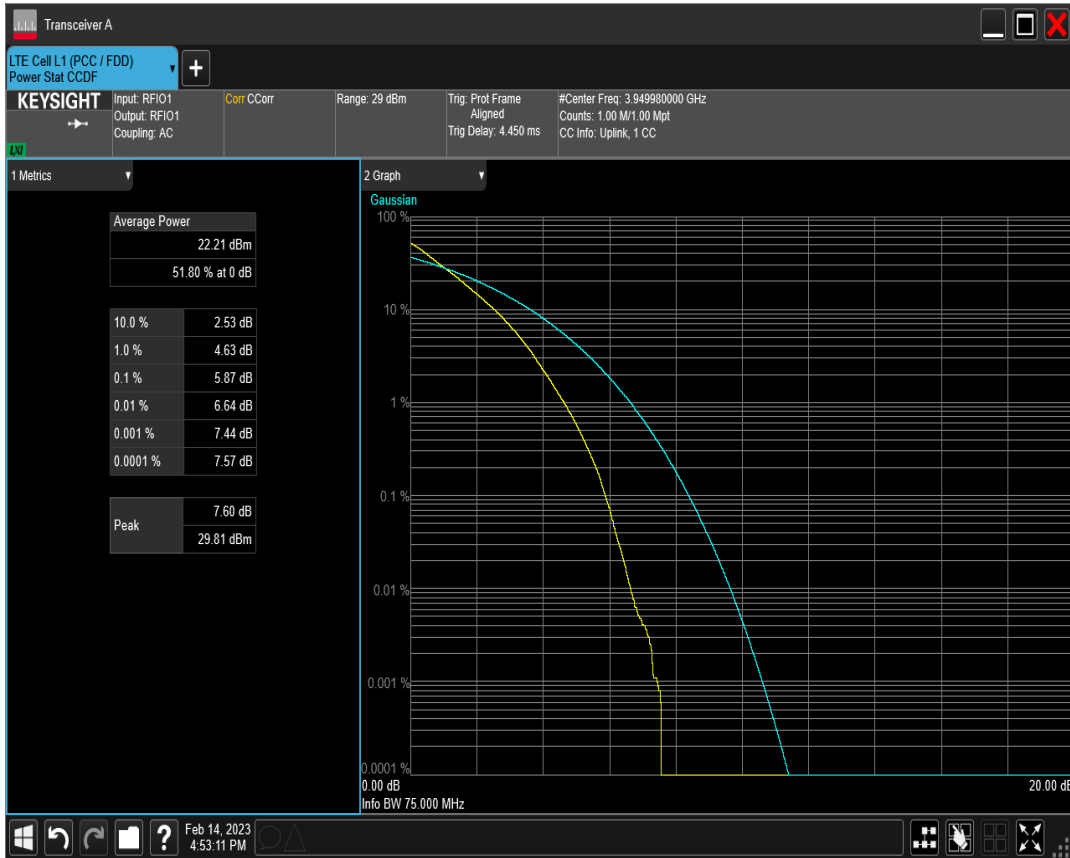 Transceiver A
LTE Cell L1 (PCC / FDD)
Power Stat CCDF
+
KEYSIGHT
LXI
Input: RFIO1
Output: RFIO1
Coupling: AC
Corr CCorr
Range: 29 dBm
Trig: Prot Frame
Aligned
Trig Delay: 4.450 ms
#Center Freq: 3.949980000 GHz
Counts: 1.00 M/1.00 Mpt
CC Info: Uplink, 1 CC
1 Metrics
Average Power
22.21 dBm
51.80 % at 0 dB
10.0 % 2.53 dB
1.0 % 4.63 dB
0.1 % 5.87 dB
0.01 % 6.64 dB
0.001 % 7.44 dB
0.0001 % 7.57 dB
Peak 7.60 dB
29.81 dBm
2 Graph
Gaussian
100 %
10 %
1 %
0.1 %
0.01 %
0.001 %
0.0001 %
0.00 dB 20.00 dB
Info BW 75.000 MHz
? Feb 14, 2023
4:53:11 PM